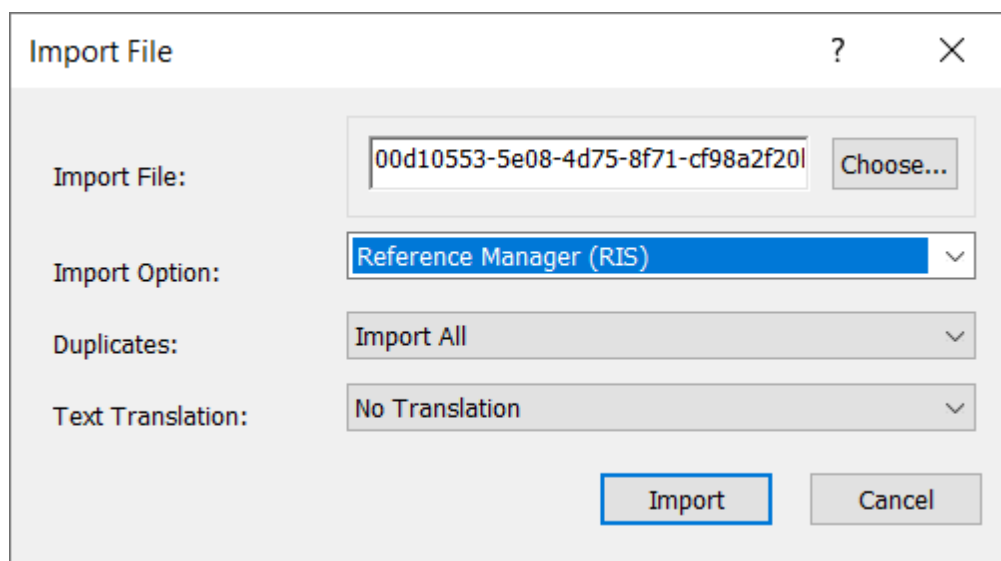 Import File
?
Import File:
00d10553-5e08-4d75-8f71-cf98a2f20
Choose...
Import Option:
Reference Manager (RIS)
Duplicates:
Import All
Text Translation:
No Translation
Import
Cancel